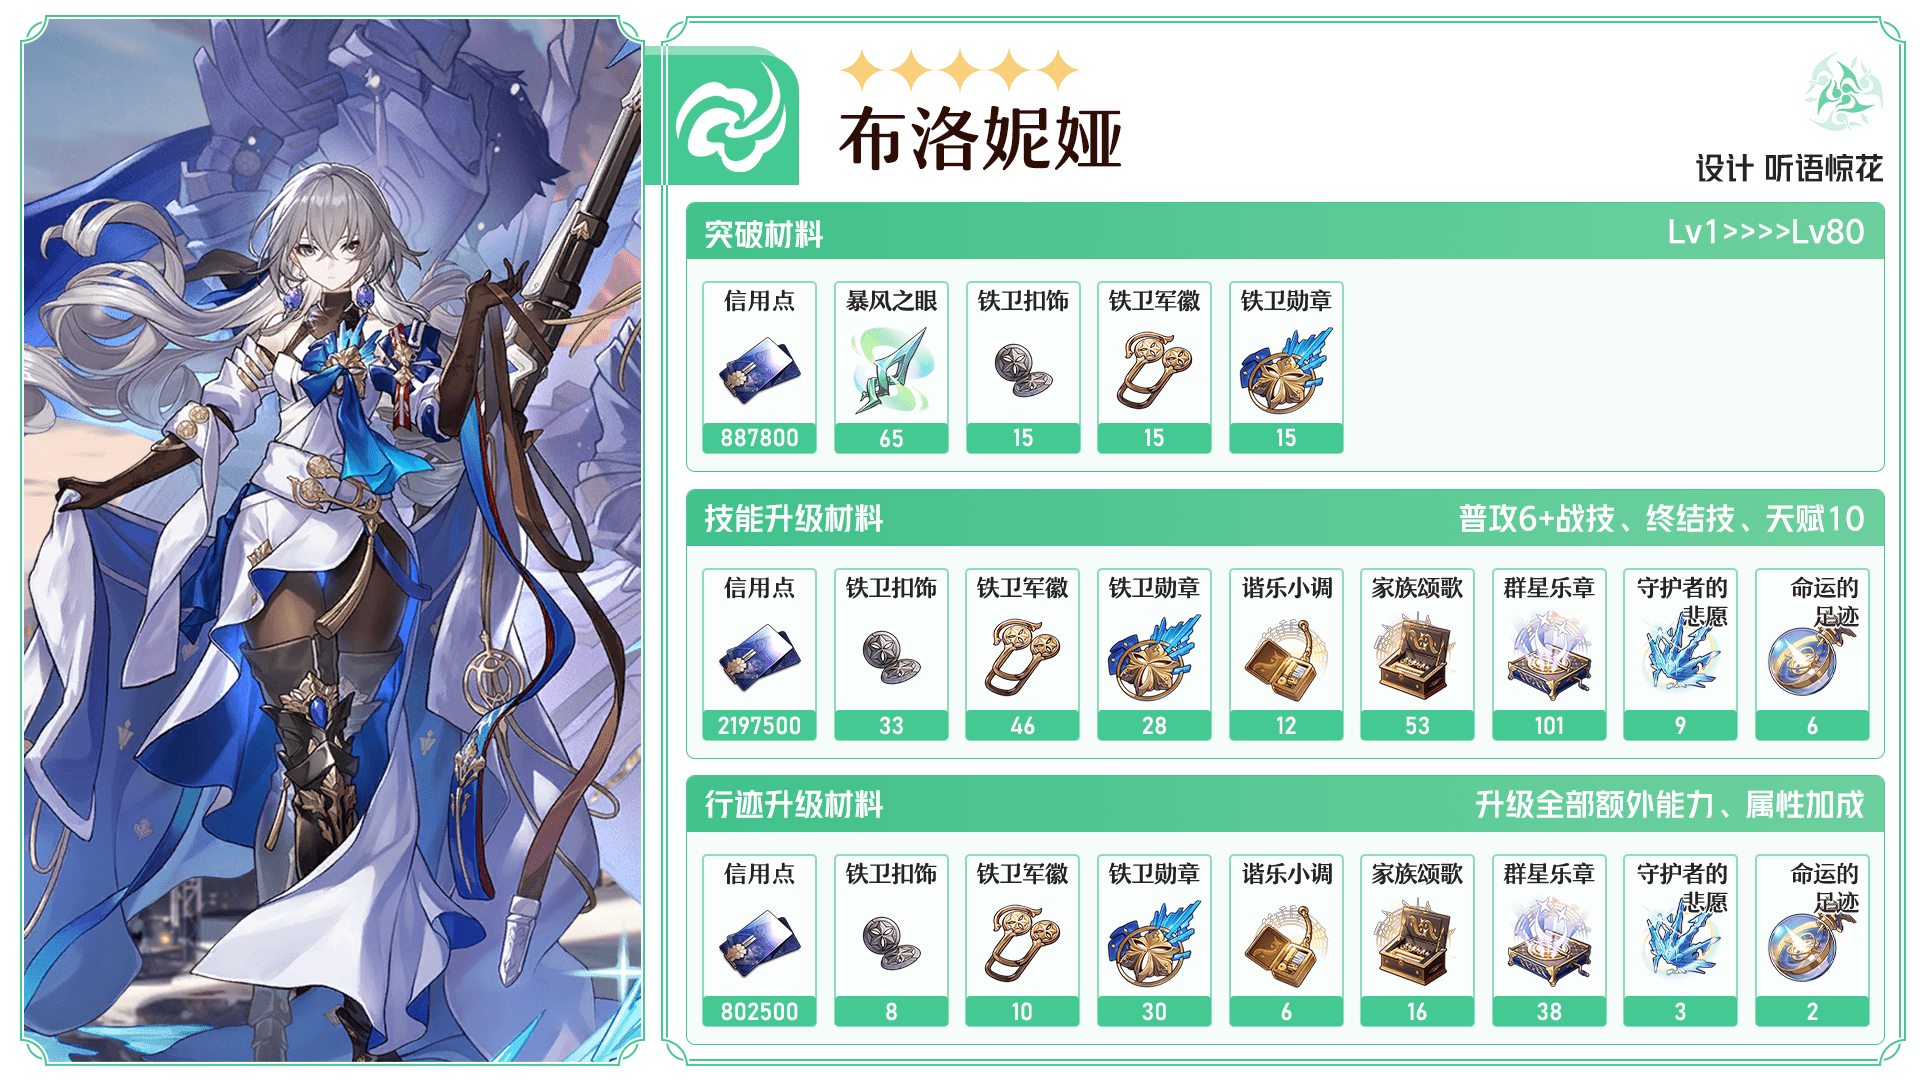 布洛妮娅
设计 听语惊花
突破材料 Lv1>>>>Lv80
信用点 暴风之眼 铁卫扣饰 铁卫军徽 铁卫勋章
887800 65 15 15 15
技能升级材料 普攻6+战技、终结技、天赋10
信用点 铁卫扣饰 铁卫军徽 铁卫勋章 谐乐小调 家族颂歌 群星乐章 守护者的 命运的
悲愿 足迹
2197500 33 46 28 12 53 101 9 6
行迹升级材料 升级全部额外能力、属性加成
信用点 铁卫扣饰 铁卫军徽 铁卫勋章 谐乐小调 家族颂歌 群星乐章 守护者的 命运的
悲愿 足迹
802500 8 10 30 6 16 38 3 2